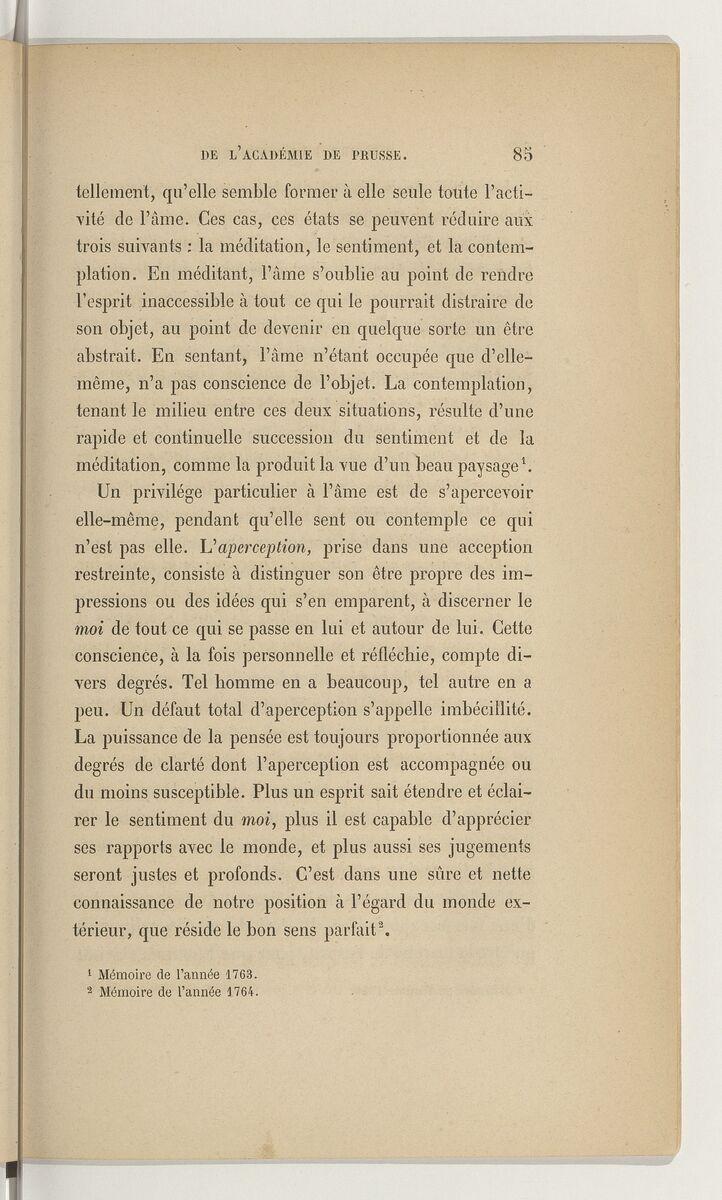 DE L'ACADÉMIE DE PRUSSE. 85
tellement, qu'elle semble former à elle seule toute l'acti-
vité de l'âme. Ces cas, ces états se peuvent réduire aux
trois suivants : la méditation, le sentiment, et la contem-
plation. En méditant, l'âme s'oublie au point de rendre
l'esprit inaccessible à tout ce qui le pourrait distraire de
son objet, au point de devenir en quelque sorte un être
abstrait. En sentant, l'âme n'étant occupée que d'elle-
même, n'a pas conscience de l'objet. La contemplation,
tenant le milieu entre ces deux situations, résulte d'une
rapide et continuelle succession du sentiment et de la
méditation, comme la produit la vue d'un beau paysage¹.
Un privilége particulier à l'âme est de s'apercevoir
elle-même, pendant qu'elle sent ou contemple ce qui
n'est pas elle. L'aperception, prise dans une acception
restreinte, consiste à distinguer son être propre des im-
pressions ou des idées qui s'en emparent, à discerner le
moi de tout ce qui se passe en lui et autour de lui. Cette
conscience, à la fois personnelle et réfléchie, compte di-
vers degrés. Tel homme en a beaucoup, tel autre en a
peu. Un défaut total d'aperception s'appelle imbécillité.
La puissance de la pensée est toujours proportionnée aux
degrés de clarté dont l'aperception est accompagnée ou
du moins susceptible. Plus un esprit sait étendre et éclai-
rer le sentiment du moi, plus il est capable d'apprécier
ses rapports avec le monde, et plus aussi ses jugements
seront justes et profonds. C'est dans une sûre et nette
connaissance de notre position à l'égard du monde ex-
térieur, que réside le bon sens parfait².
¹ Mémoire de l'année 1763.
² Mémoire de l'année 1764.